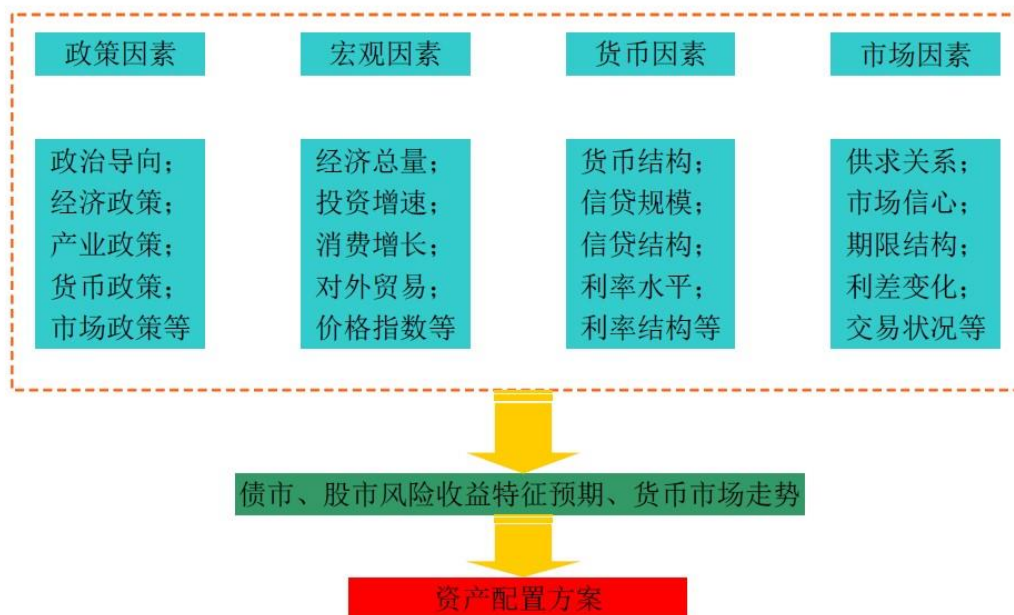 政策因素
宏观因素
货币因素
市场因素
政治导向；
经济政策；
产业政策；
货币政策；
市场政策等
经济总量；
投资增速；
消费增长；
对外贸易；
价格指数等
货币结构；
信贷规模；
信贷结构；
利率水平；
利率结构等
供求关系；
市场信心；
期限结构；
利差变化；
交易状况等
债市、股市风险收益特征预期、货币市场走势
资产配置方案